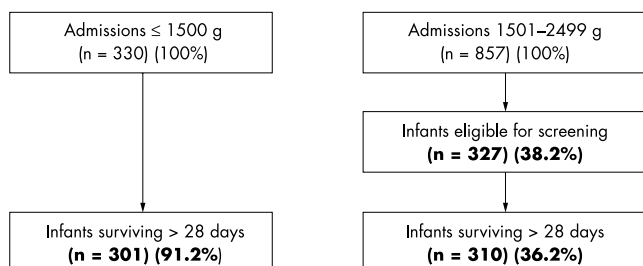 Admissions ≤ 1500 g
(n = 330) (100%)
Admissions 1501–2499 g
(n = 857) (100%)
Infants eligible for screening
(n = 327) (38.2%)
Infants surviving > 28 days
(n = 301) (91.2%)
Infants surviving > 28 days
(n = 310) (36.2%)